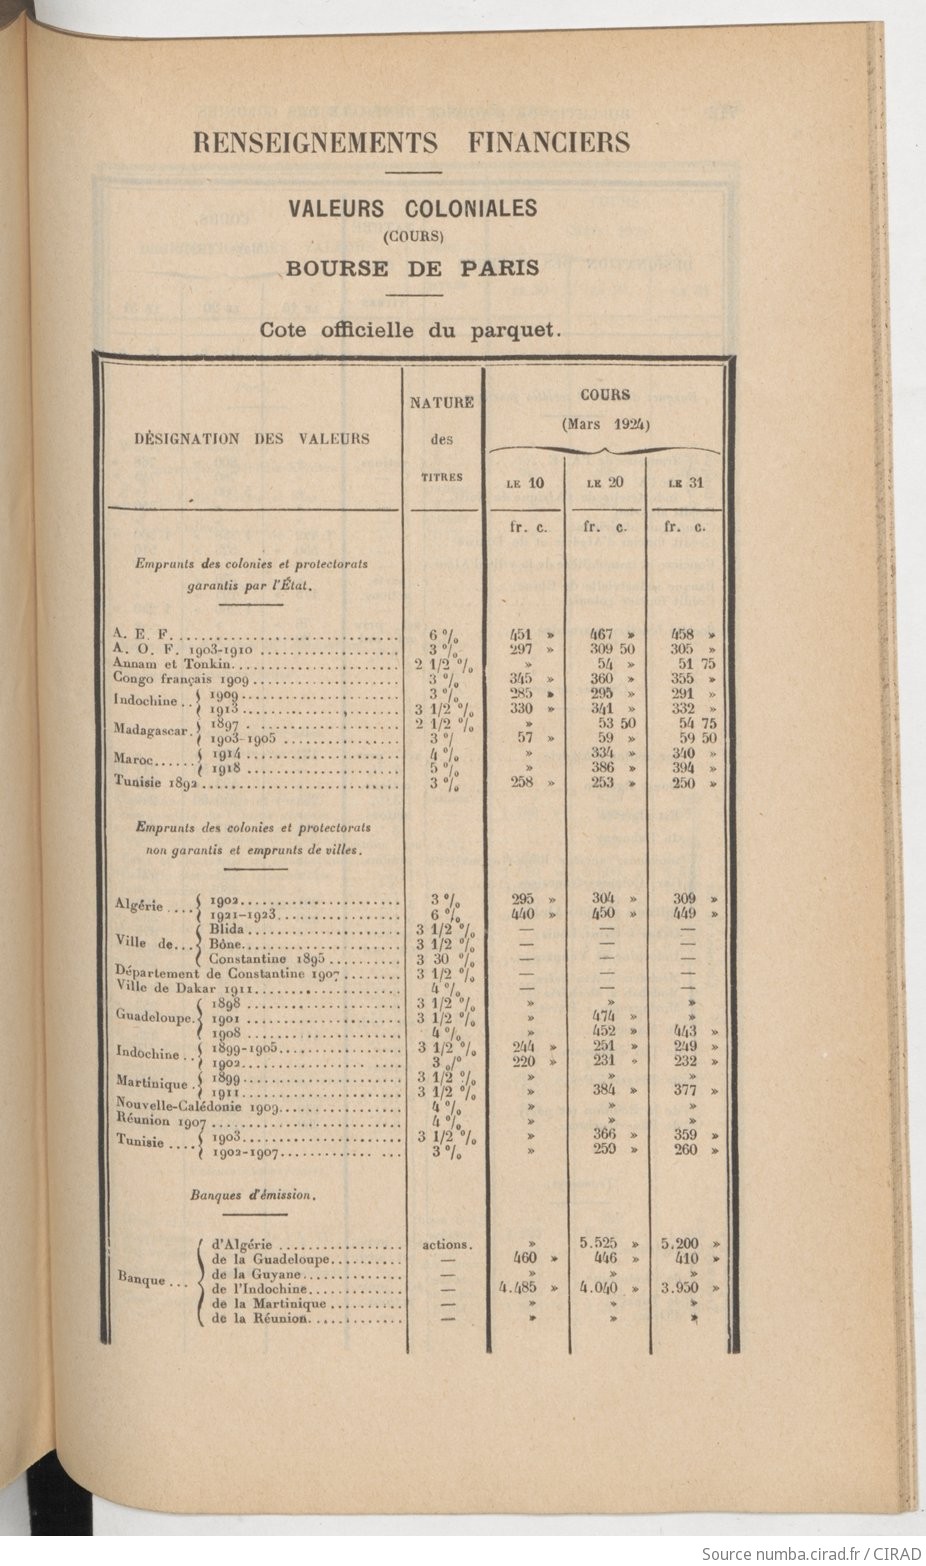 RENSEIGNEMENTS FINANCIERS
VALEURS COLONIALES
(COURS)
BOURSE DE PARIS
Cote officielle du parquet.
DÉSIGNATION DES VALEURS
NATURE
des
TITRES
COURS
(Mars 1924)
LE 10 LE 20 LE 31
fr. c. fr. c. fr. c.
Emprunts des colonies et protectorats
garantis par l'État.
A. E. F. 6 % 451 » 467 » 458 »
A. O. F. 1903-1910 3 % 297 » 309 50 305 »
Annam et Tonkin 2 1/2 % » 54 » 51 75
Congo français 1909 3 % 345 » 360 » 355 »
Indochine .. { 1909 3 % 285 » 295 » 291 »
{ 1913 3 1/2 % 330 » 341 » 332 »
Madagascar. { 1897 2 1/2 % » 53 50 54 75
{ 1903-1905 3 % 57 » 59 » 59 50
Maroc...... { 1914 4 % » 334 » 340 »
{ 1918 5 % » 386 » 394 »
Tunisie 1892 3 % 258 » 253 » 250 »
Emprunts des colonies et protectorats
non garantis et emprunts de villes.
Algérie .... { 1902 3 % 295 » 304 » 309 »
{ 1921-1923 6 % 440 » 450 » 449 »
Ville de... { Blida 3 1/2 % — — —
{ Bône 3 1/2 % — — —
{ Constantine 1895 3 30 % — — —
Département de Constantine 1907 3 1/2 % — — —
Ville de Dakar 1911 4 % — — —
Guadeloupe. { 1898 3 1/2 % » » »
{ 1901 3 1/2 % » 474 » »
{ 1908 4 % » 452 » 443 »
Indochine .. { 1899-1905 3 1/2 % 244 » 251 » 249 »
{ 1902 3 % 220 » 231 » 232 »
Martinique . { 1899 3 1/2 % » » »
{ 1911 3 1/2 % » 384 » 377 »
Nouvelle-Calédonie 1909 4 % » » »
Réunion 1907 4 % » » »
Tunisie .... { 1903 3 1/2 % » 366 » 359 »
{ 1902-1907 3 % » 259 » 260 »
Banques d'émission.
Banque ... { d'Algérie actions. » 5.525 » 5.200 »
de la Guadeloupe — 460 » 446 » 410 »
de la Guyane — » » »
de l'Indochine — 4.485 » 4.040 » 3.950 »
de la Martinique — » » »
de la Réunion — » » »
Source numba.cirad.fr / CIRAD